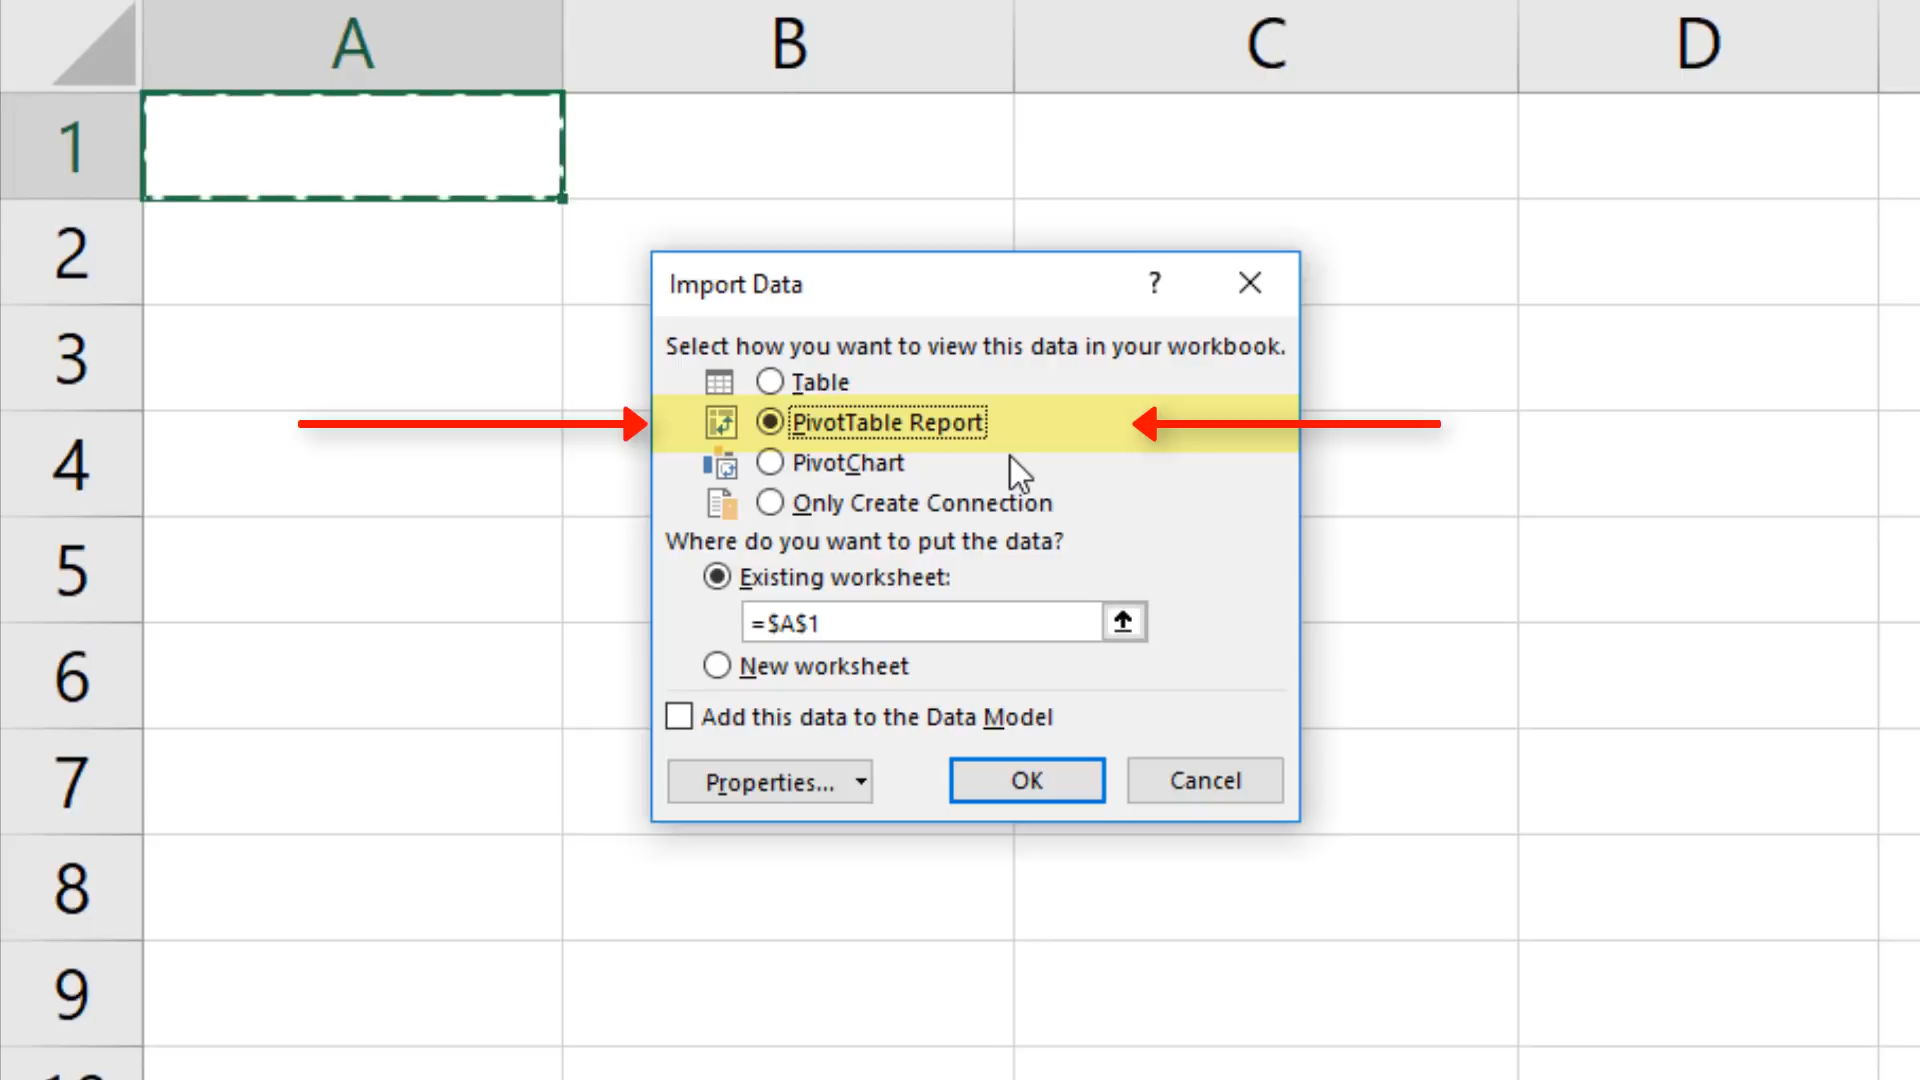 A B C D
1
2
Import Data ?
Select how you want to view this data in your workbook.
3
Table
PivotTable Report
4
PivotChart
Only Create Connection
Where do you want to put the data?
5
Existing worksheet:
=$A$1
6
New worksheet
Add this data to the Data Model
7
Properties... OK Cancel
8
9
10